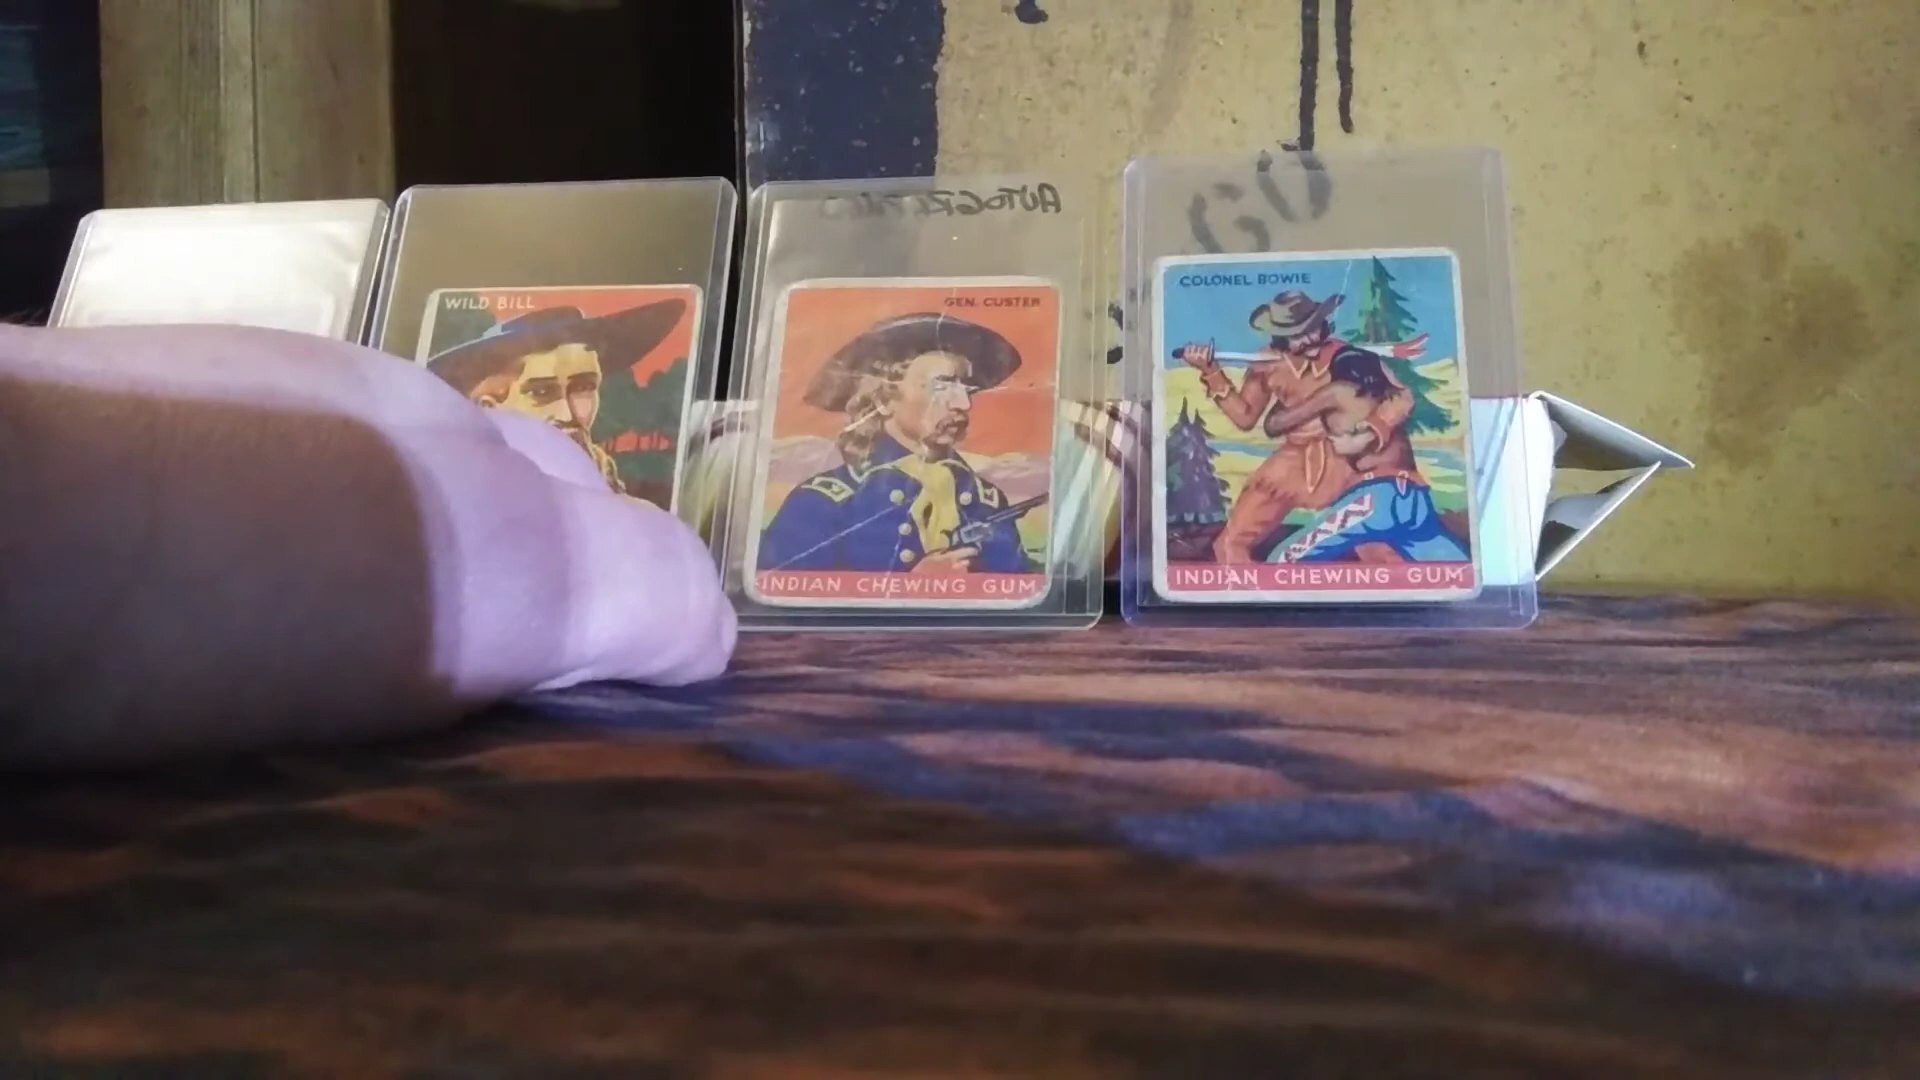 WILD BILL
GEN. CUSTER
INDIAN CHEWING GUM
COLONEL BOWIE
INDIAN CHEWING GUM